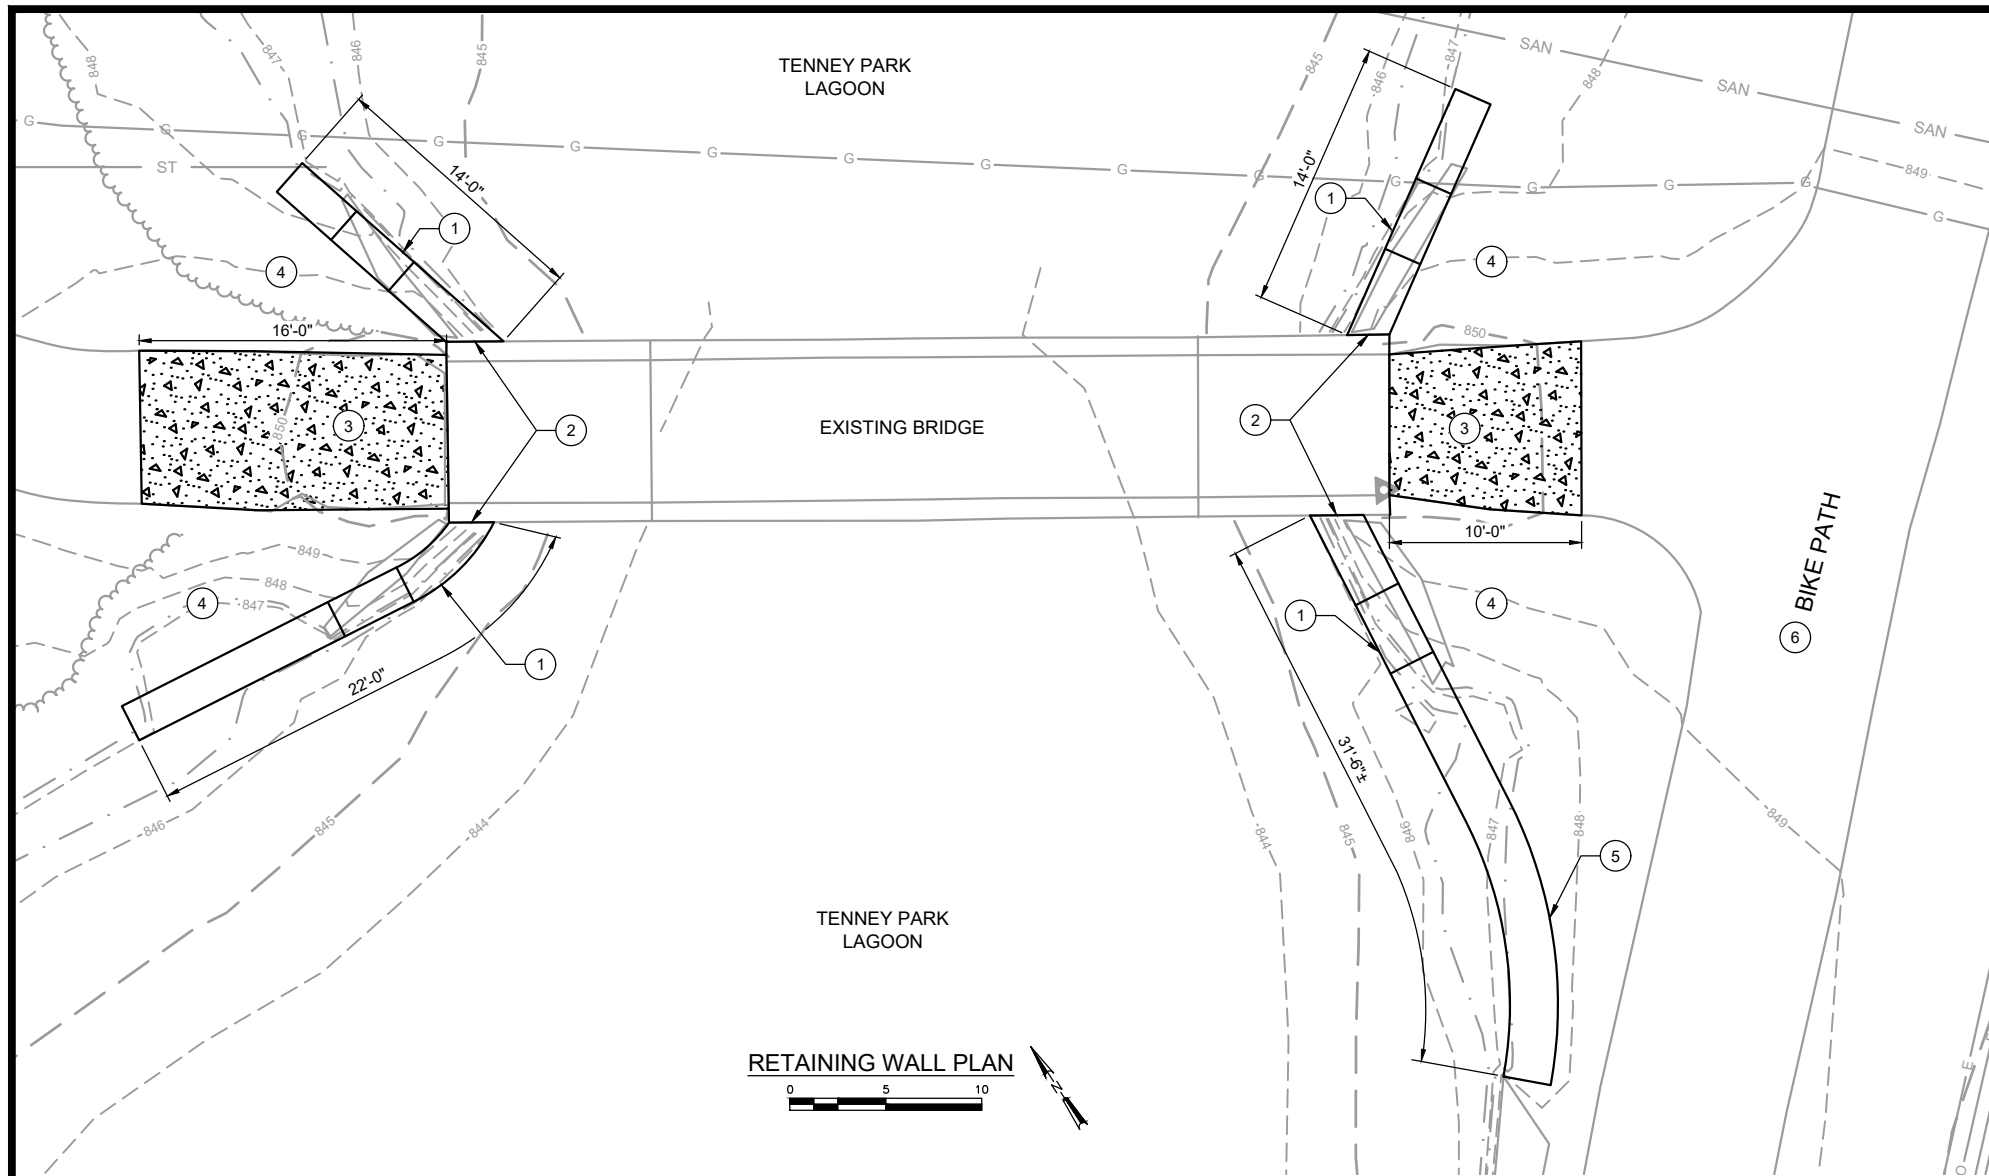 TENNEY PARK
LAGOON
848
847
846
845
845
846
847
848
SAN
SAN
SAN
849
G G G G G G G G G G G G G G G
ST
14'-0"
14'-0"
1
1
4
4
16'-0"
850
850
3
3
2
2
EXISTING BRIDGE
10'-0"
849
848
847
4
4
1
1
22'-0"
31'-6"±
6 BIKE PATH
846
845
844
844
845
846
847
848
849
5
TENNEY PARK
LAGOON
RETAINING WALL PLAN
0 5 10
N
E
O